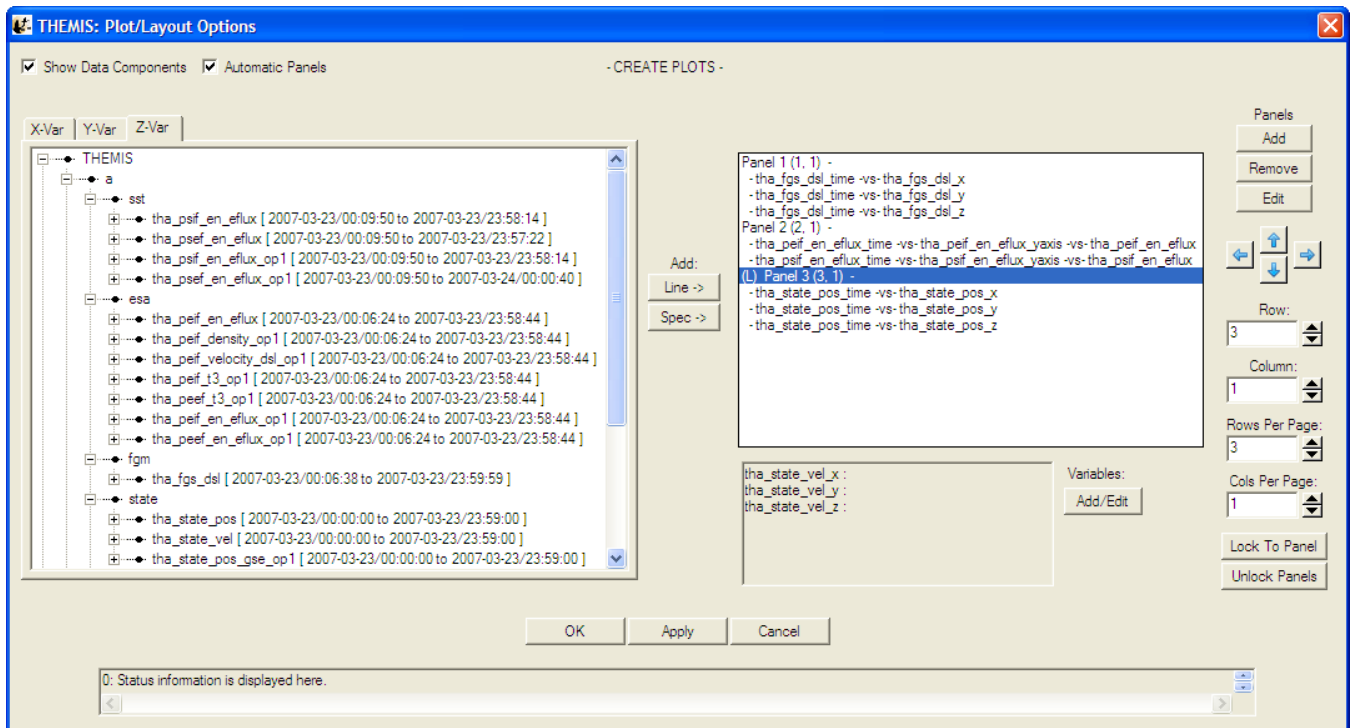 THEMIS: Plot/Layout Options
Show Data Components Automatic Panels - CREATE PLOTS -
X-Var Y-Var Z-Var
THEMIS
a
sst
tha_psif_en_eflux [ 2007-03-23/00:09:50 to 2007-03-23/23:58:14 ]
tha_psef_en_eflux [ 2007-03-23/00:09:50 to 2007-03-23/23:57:22 ]
tha_psif_en_eflux_op1 [ 2007-03-23/00:09:50 to 2007-03-23/23:58:14 ]
tha_psef_en_eflux_op1 [ 2007-03-23/00:09:50 to 2007-03-24/00:00:40 ]
esa
tha_peif_en_eflux [ 2007-03-23/00:06:24 to 2007-03-23/23:58:44 ]
tha_peif_density_op1 [ 2007-03-23/00:06:24 to 2007-03-23/23:58:44 ]
tha_peif_velocity_dsl_op1 [ 2007-03-23/00:06:24 to 2007-03-23/23:58:44 ]
tha_peif_t3_op1 [ 2007-03-23/00:06:24 to 2007-03-23/23:58:44 ]
tha_peef_t3_op1 [ 2007-03-23/00:06:24 to 2007-03-23/23:58:44 ]
tha_peif_en_eflux_op1 [ 2007-03-23/00:06:24 to 2007-03-23/23:58:44 ]
tha_peef_en_eflux_op1 [ 2007-03-23/00:06:24 to 2007-03-23/23:58:44 ]
fgm
tha_fgs_dsl [ 2007-03-23/00:06:38 to 2007-03-23/23:59:59 ]
state
tha_state_pos [ 2007-03-23/00:00:00 to 2007-03-23/23:59:00 ]
tha_state_vel [ 2007-03-23/00:00:00 to 2007-03-23/23:59:00 ]
tha_state_pos_gse_op1 [ 2007-03-23/00:00:00 to 2007-03-23/23:59:00 ]
Add:
Line ->
Spec ->
Panel 1 (1, 1) -
- tha_fgs_dsl_time -vs- tha_fgs_dsl_x
- tha_fgs_dsl_time -vs- tha_fgs_dsl_y
- tha_fgs_dsl_time -vs- tha_fgs_dsl_z
Panel 2 (2, 1) -
- tha_peif_en_eflux_time -vs- tha_peif_en_eflux_yaxis -vs- tha_peif_en_eflux
- tha_psif_en_eflux_time -vs- tha_psif_en_eflux_yaxis -vs- tha_psif_en_eflux
(L) Panel 3 (3, 1) -
- tha_state_pos_time -vs- tha_state_pos_x
- tha_state_pos_time -vs- tha_state_pos_y
- tha_state_pos_time -vs- tha_state_pos_z
tha_state_vel_x :
tha_state_vel_y :
tha_state_vel_z :
Variables:
Add/Edit
Panels
Add
Remove
Edit
Row:
3
Column:
1
Rows Per Page:
3
Cols Per Page:
1
Lock To Panel
Unlock Panels
OK Apply Cancel
0: Status information is displayed here.